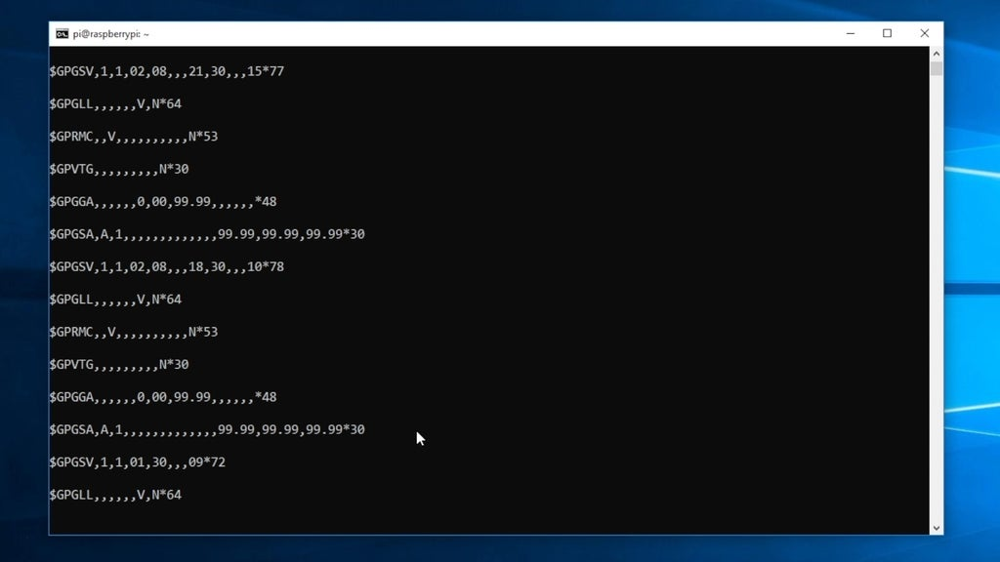 pi@raspberrypi: ~
$GPGSV,1,1,02,08,,,21,30,,,15*77
$GPGLL,,,,,,V,N*64
$GPRMC,,V,,,,,,,,,,N*53
$GPVTG,,,,,,,,,N*30
$GPGGA,,,,,,0,00,99.99,,,,,,*48
$GPGSA,A,1,,,,,,,,,,,,,99.99,99.99,99.99*30
$GPGSV,1,1,02,08,,,18,30,,,10*78
$GPGLL,,,,,,V,N*64
$GPRMC,,V,,,,,,,,,,N*53
$GPVTG,,,,,,,,,N*30
$GPGGA,,,,,,0,00,99.99,,,,,,*48
$GPGSA,A,1,,,,,,,,,,,,,99.99,99.99,99.99*30
$GPGSV,1,1,01,30,,,09*72
$GPGLL,,,,,,V,N*64